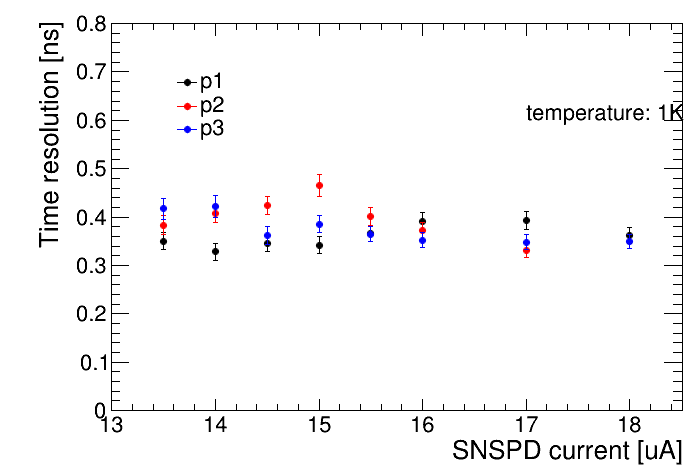 Time resolution [ns]
0.8
0.7
0.6
0.5
0.4
0.3
0.2
0.1
0
p1
p2
p3
temperature: 1K
13
14
15
16
17
18
SNSPD current [uA]